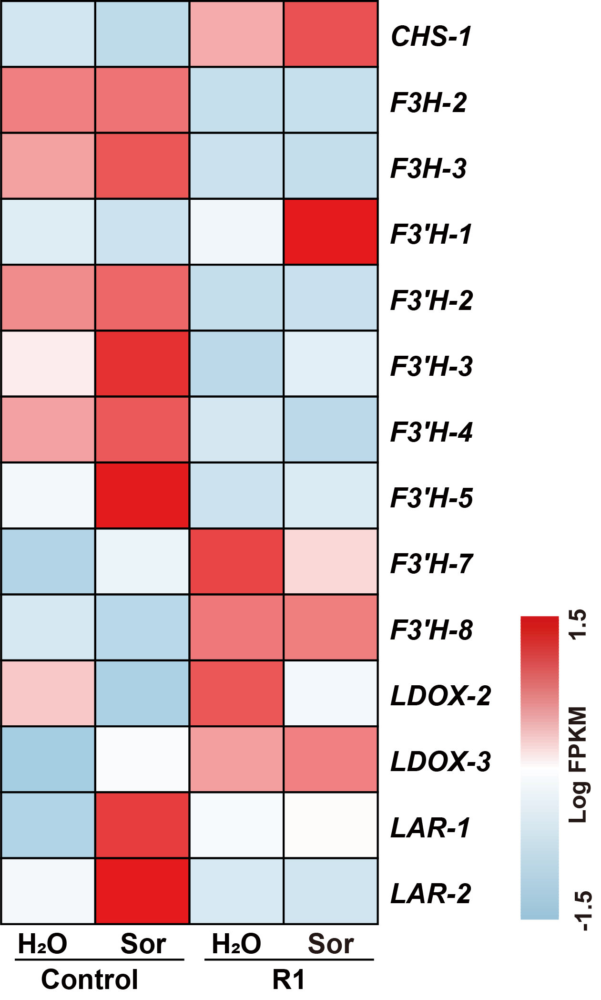 CHS-1
F3H-2
F3H-3
F3'H-1
F3'H-2
F3'H-3
F3'H-4
F3'H-5
F3'H-7
F3'H-8
LDOX-2
LDOX-3
LAR-1
LAR-2
1.5
Log FPKM
-1.5
H₂O Sor H₂O Sor
Control R1